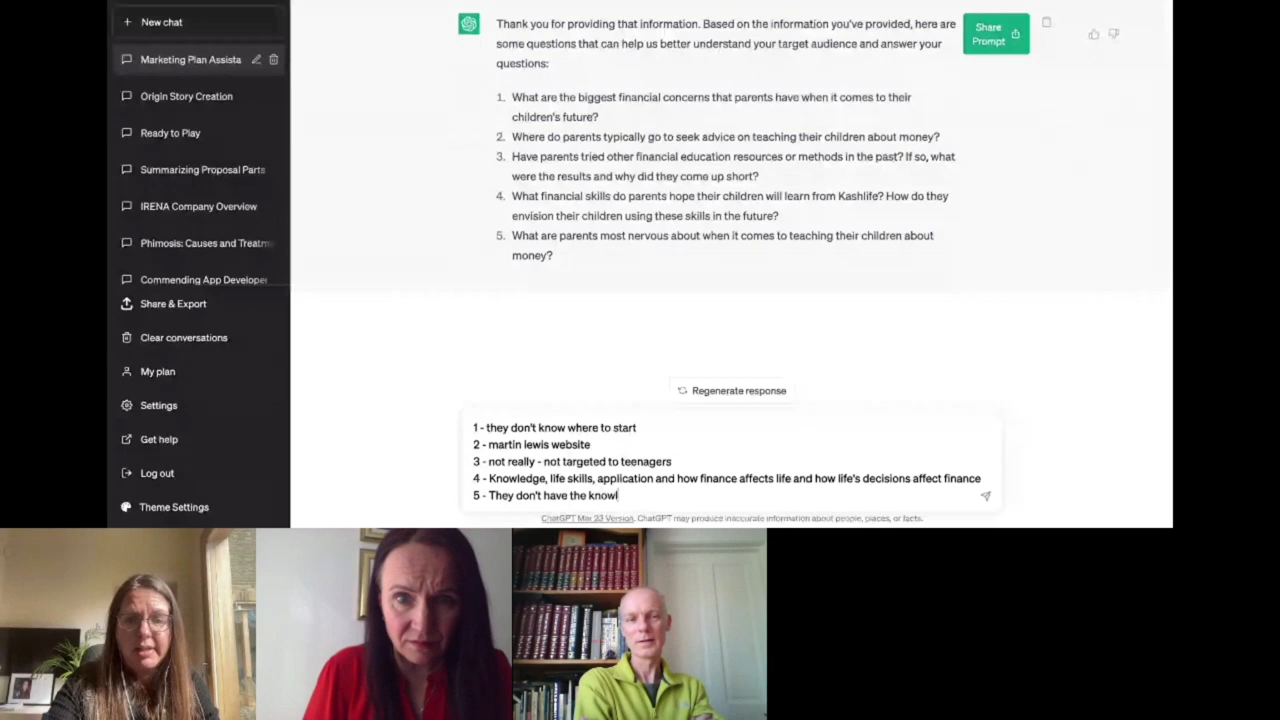 New chat
Marketing Plan Assista
Origin Story Creation
Ready to Play
Summarizing Proposal Parts
IRENA Company Overview
Phimosis: Causes and Treatm
Commending App Developer
Share & Export
Clear conversations
My plan
Settings
Get help
Log out
Theme Settings
Thank you for providing that information. Based on the information you've provided, here are
some questions that can help us better understand your target audience and answer your
questions:
1. What are the biggest financial concerns that parents have when it comes to their
children's future?
2. Where do parents typically go to seek advice on teaching their children about money?
3. Have parents tried other financial education resources or methods in the past? If so, what
were the results and why did they come up short?
4. What financial skills do parents hope their children will learn from Kashlife? How do they
envision their children using these skills in the future?
5. What are parents most nervous about when it comes to teaching their children about
money?
Share
Prompt
Regenerate response
1 - they don't know where to start
2 - martin lewis website
3 - not really - not targeted to teenagers
4 - Knowledge, life skills, application and how finance affects life and how life's decisions affect finance
5 - They don't have the knowl
ChatGPT Mar 23 Version. ChatGPT may produce inaccurate information about people, places, or facts.